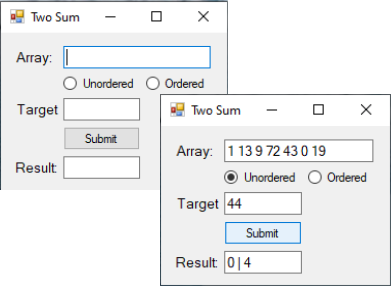 Two Sum
Array:
Unordered Ordered
Target
Submit
Result:
Two Sum
Array: 1 13 9 72 43 0 19
Unordered Ordered
Target 44
Submit
Result: 0 | 4